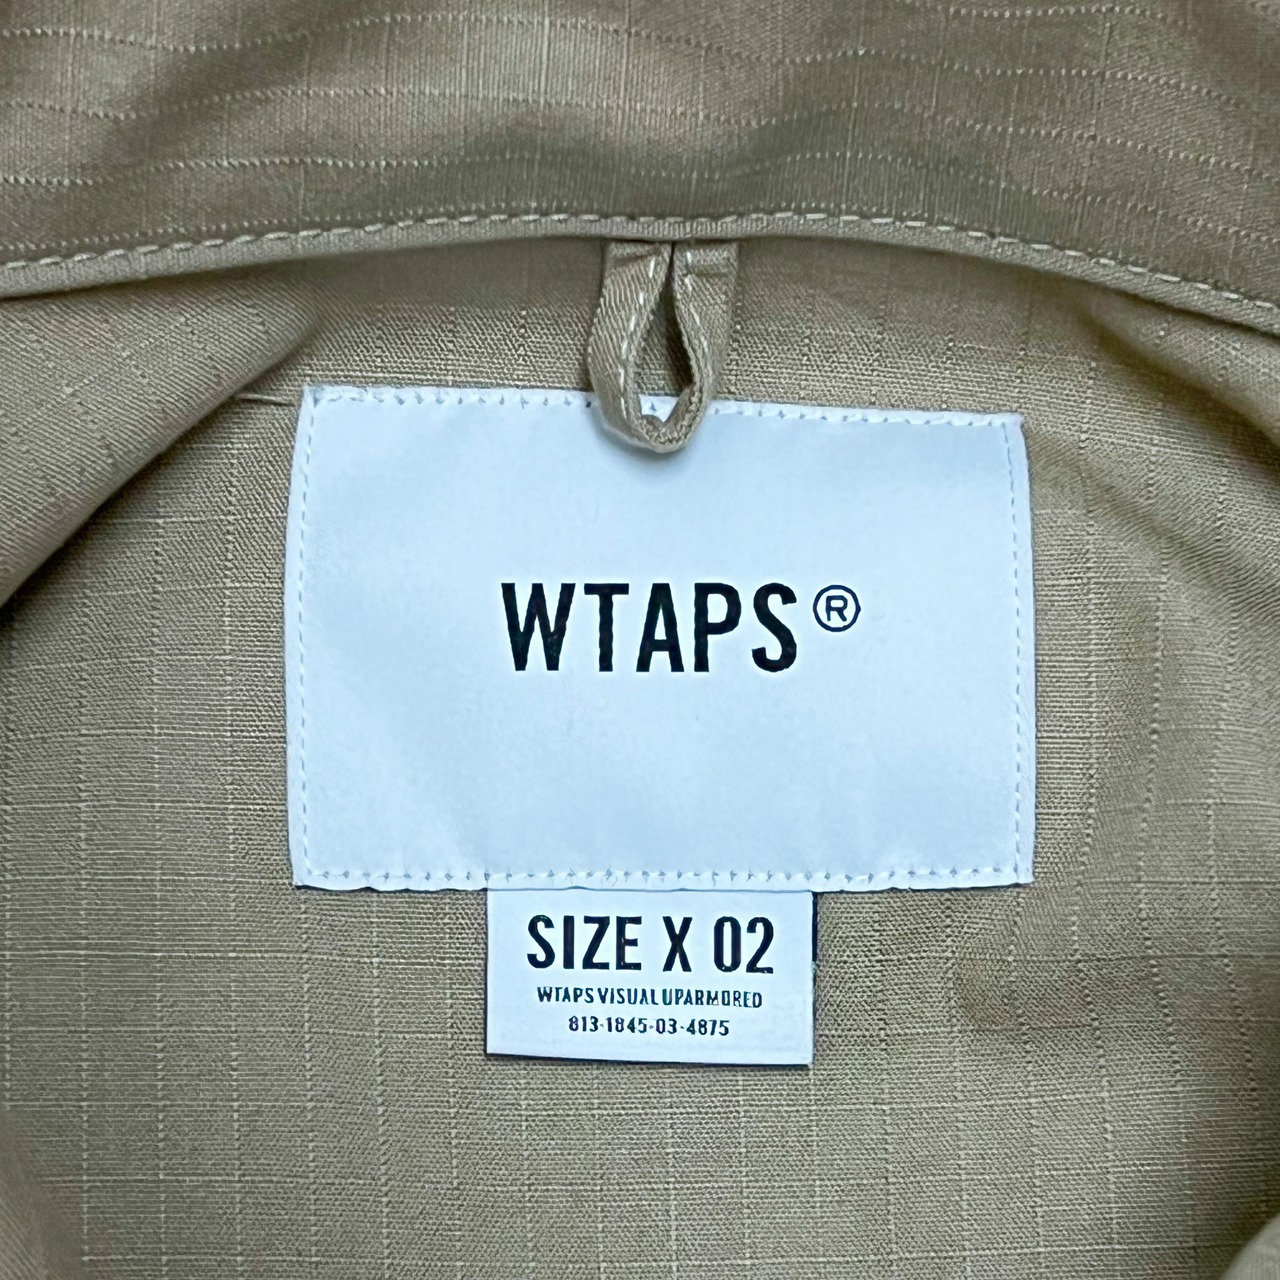 WTAPS®
SIZE X 02
WTAPS VISUAL UPARMORED
813-1845-03-4875